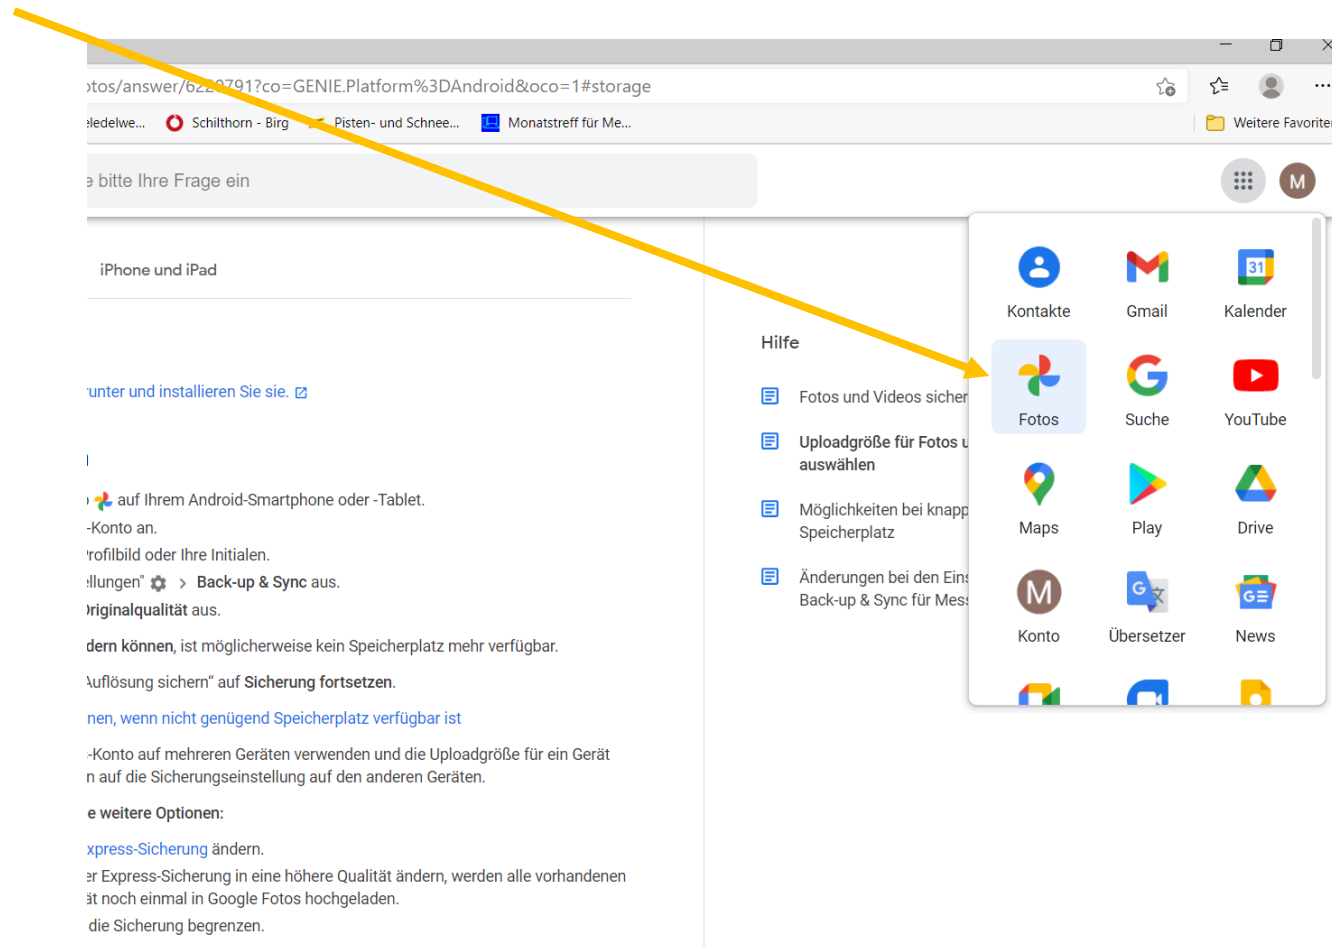 otos/answer/6220791?co=GENIE.Platform%3DAndroid&oco=1#storage
eledelwe... Schilthorn - Birg Pisten- und Schnee... Monatstreff für Me... Weitere Favoriten
e bitte Ihre Frage ein
M
iPhone und iPad
runter und installieren Sie sie.
auf Ihrem Android-Smartphone oder -Tablet.
-Konto an.
rofilbild oder Ihre Initialen.
ellungen" > Back-up & Sync aus.
Originalqualität aus.
dern können, ist möglicherweise kein Speicherplatz mehr verfügbar.
Auflösung sichern“ auf Sicherung fortsetzen.
nen, wenn nicht genügend Speicherplatz verfügbar ist
-Konto auf mehreren Geräten verwenden und die Uploadgröße für ein Gerät
n auf die Sicherungseinstellung auf den anderen Geräten.
e weitere Optionen:
xpress-Sicherung ändern.
er Express-Sicherung in eine höhere Qualität ändern, werden alle vorhandenen
ät noch einmal in Google Fotos hochgeladen.
die Sicherung begrenzen.
Hilfe
Fotos und Videos sicher
Uploadgröße für Fotos u
auswählen
Möglichkeiten bei knapp
Speicherplatz
Änderungen bei den Eins
Back-up & Sync für Mess
31
Kontakte Gmail Kalender
Fotos Suche YouTube
Maps Play Drive
M G GE
Konto Übersetzer News